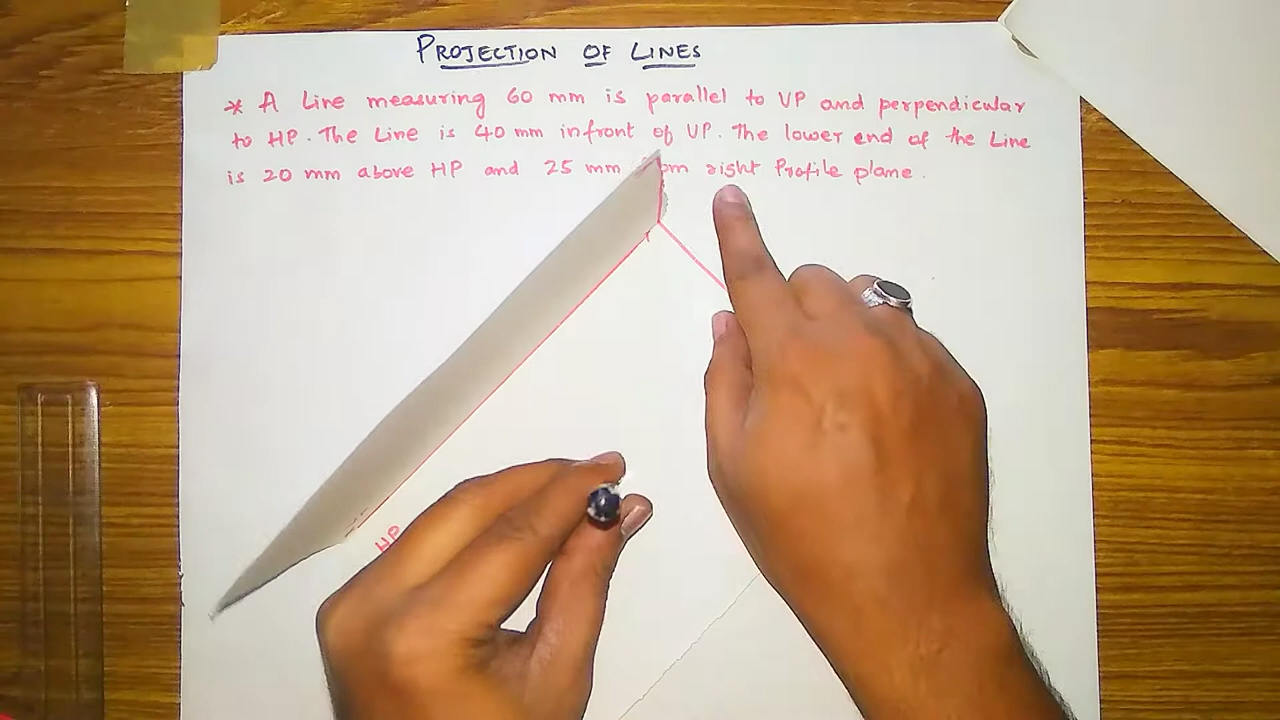 PROJECTION OF LINES
* A Line measuring 60 mm is parallel to VP and perpendicular
to HP. The Line is 40 mm infront of VP. The lower end of the Line
is 20 mm above HP and 25 mm right Profile plane.
HP